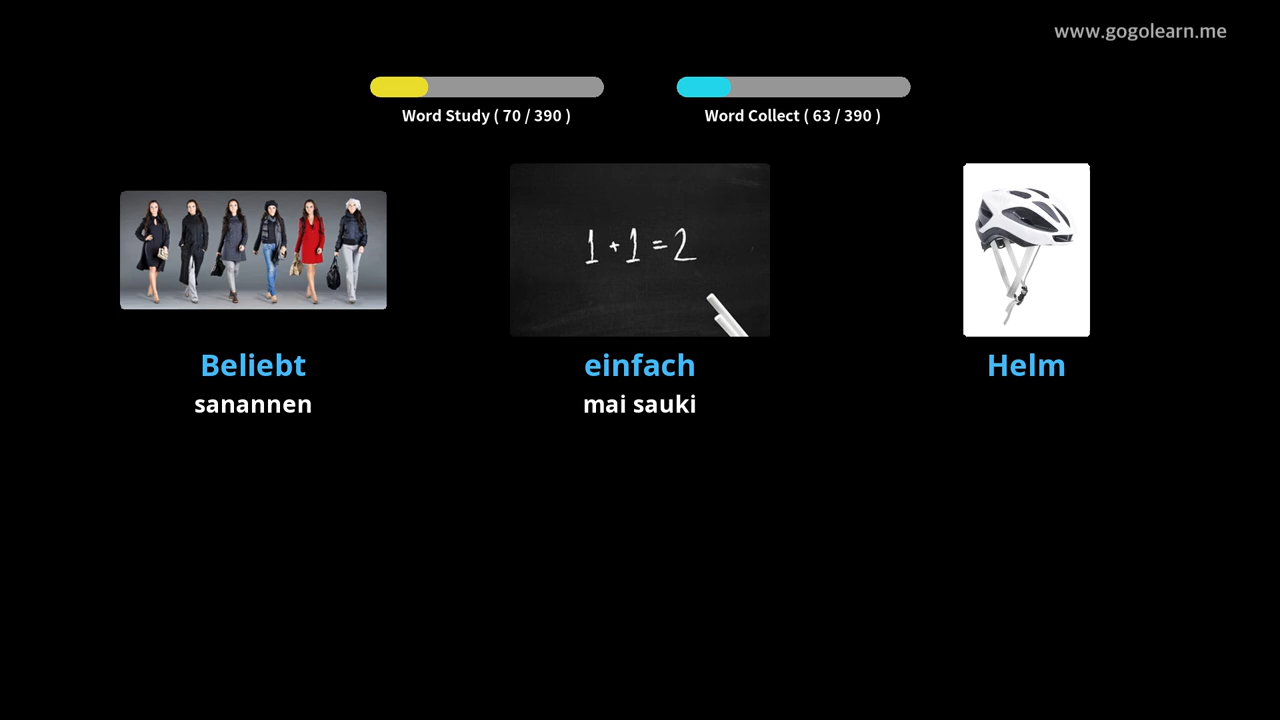 www.gogolearn.me
Word Study ( 70 / 390 )
Word Collect ( 63 / 390 )
1 + 1 = 2
Beliebt
einfach
Helm
sanannen
mai sauki